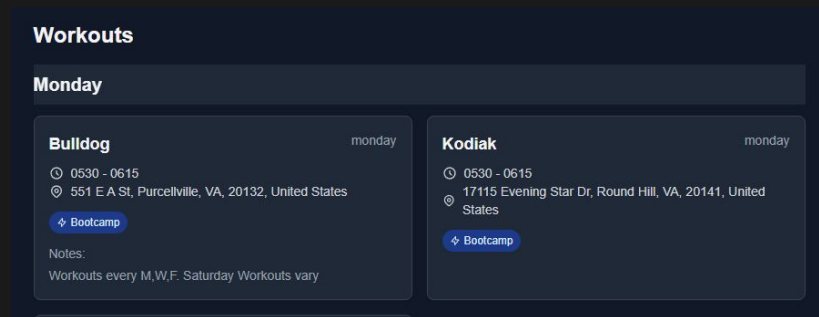 Workouts
Monday
Bulldog
monday
0530 - 0615
551 E A St, Purcellville, VA, 20132, United States
Bootcamp
Notes:
Workouts every M,W,F. Saturday Workouts vary
Kodiak
monday
0530 - 0615
17115 Evening Star Dr, Round Hill, VA, 20141, United
States
Bootcamp